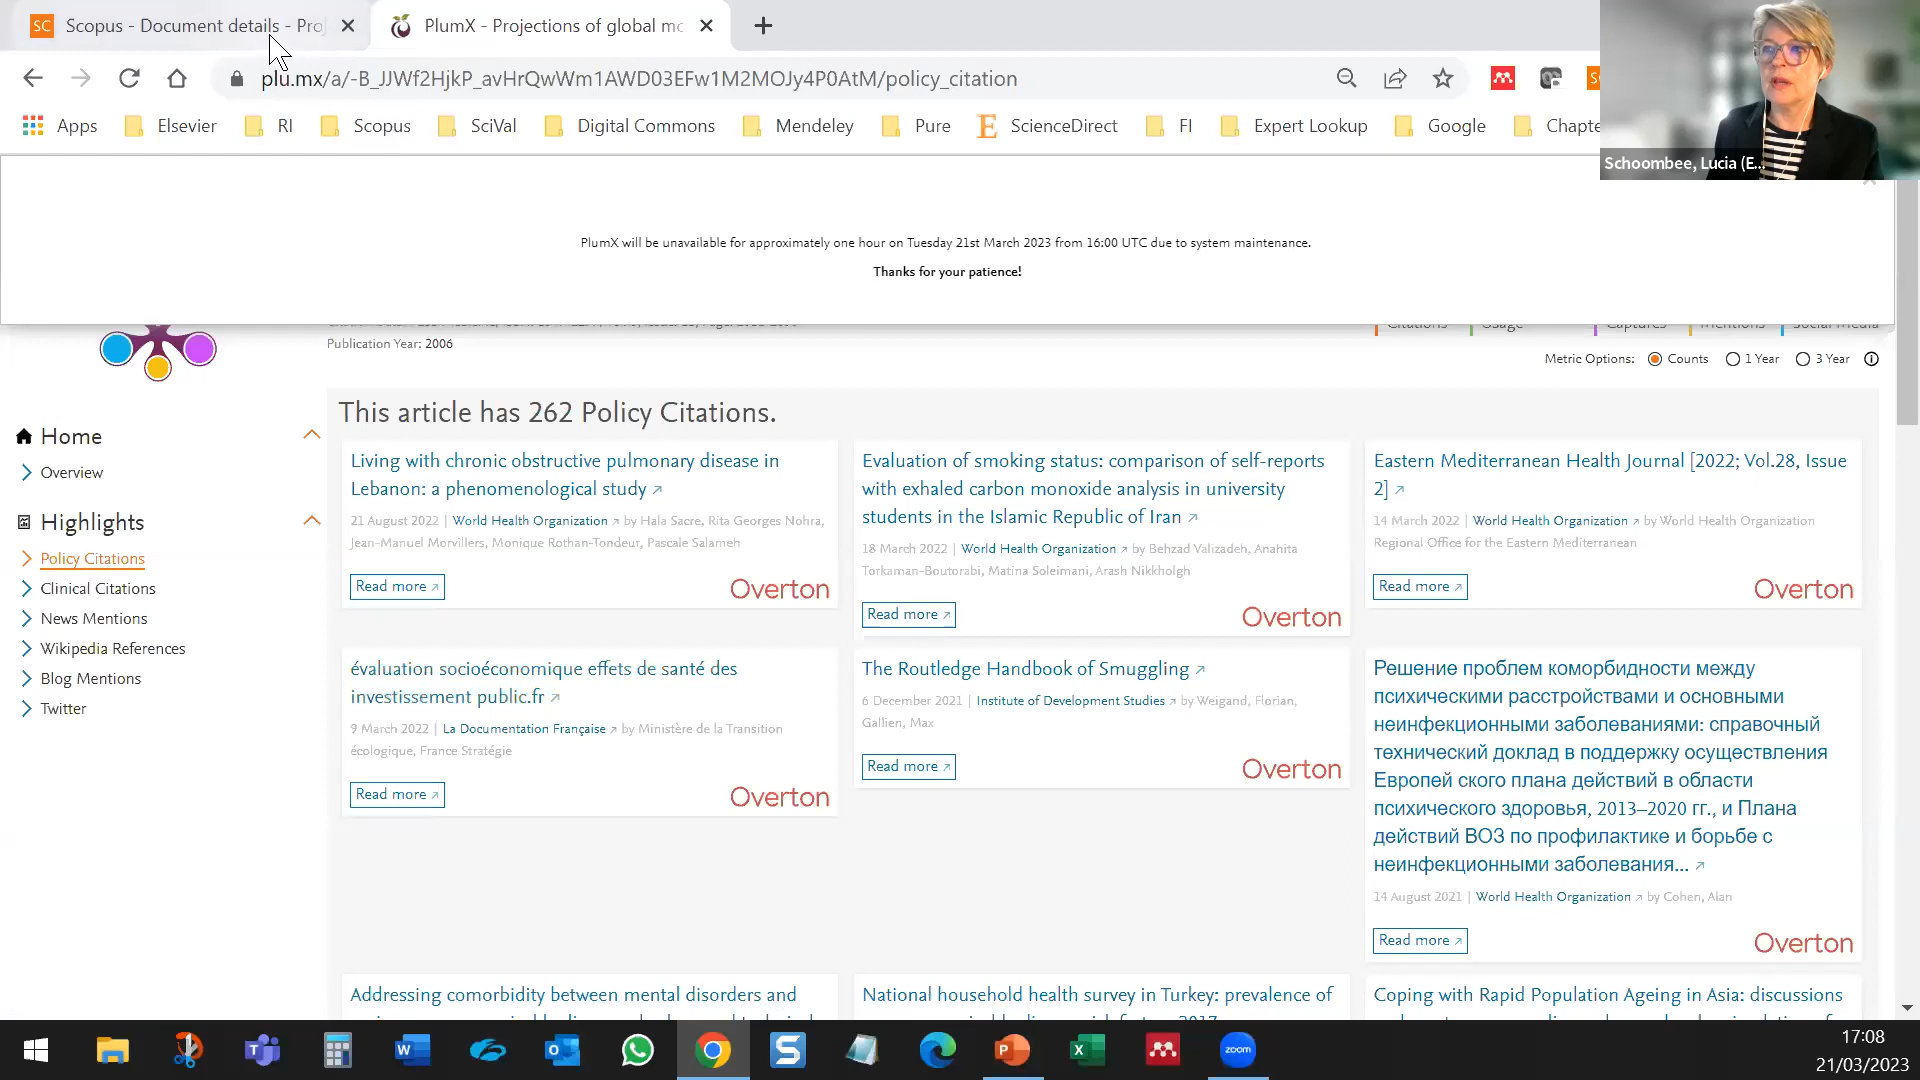 Scopus - Document details - Pro
PlumX - Projections of global mo
plu.mx/a/-B_JJWf2HjkP_avHrQwWm1AWD03EFw1M2MOJy4P0AtM/policy_citation
Apps
Elsevier
RI
Scopus
SciVal
Digital Commons
Mendeley
Pure
ScienceDirect
FI
Expert Lookup
Google
Chapte
Schoombee, Lucia (E...
PlumX will be unavailable for approximately one hour on Tuesday 21st March 2023 from 16:00 UTC due to system maintenance.
Thanks for your patience!
Citations
Usage
Captures
Mentions
Social Media
Publication Year: 2006
Metric Options:
Counts
1 Year
3 Year
Home
Overview
Highlights
Policy Citations
Clinical Citations
News Mentions
Wikipedia References
Blog Mentions
Twitter
This article has 262 Policy Citations.
Living with chronic obstructive pulmonary disease in
Lebanon: a phenomenological study
21 August 2022 | World Health Organization by Hala Sacre, Rita Georges Nohra,
Jean-Manuel Morvillers, Monique Rothan-Tondeur, Pascale Salameh
Read more
Overton
Evaluation of smoking status: comparison of self-reports
with exhaled carbon monoxide analysis in university
students in the Islamic Republic of Iran
18 March 2022 | World Health Organization by Behzad Valizadeh, Anahita
Torkaman-Boutorabi, Matina Soleimani, Arash Nikkholgh
Read more
Overton
Eastern Mediterranean Health Journal [2022; Vol.28, Issue
2]
14 March 2022 | World Health Organization by World Health Organization
Regional Office for the Eastern Mediterranean
Read more
Overton
évaluation socioéconomique effets de santé des
investissement public.fr
9 March 2022 | La Documentation Française by Ministère de la Transition
écologique, France Stratégie
Read more
Overton
The Routledge Handbook of Smuggling
6 December 2021 | Institute of Development Studies by Weigand, Florian,
Gallien, Max
Read more
Overton
Решение проблем коморбидности между
психическими расстройствами и основными
неинфекционными заболеваниями: справочный
технический доклад в поддержку осуществления
Европей ского плана действий в области
психического здоровья, 2013–2020 гг., и Плана
действий ВОЗ по профилактике и борьбе с
неинфекционными заболевания...
14 August 2021 | World Health Organization by Cohen, Alan
Read more
Overton
Addressing comorbidity between mental disorders and
National household health survey in Turkey: prevalence of
Coping with Rapid Population Ageing in Asia: discussions
zoom
17:08
21/03/2023